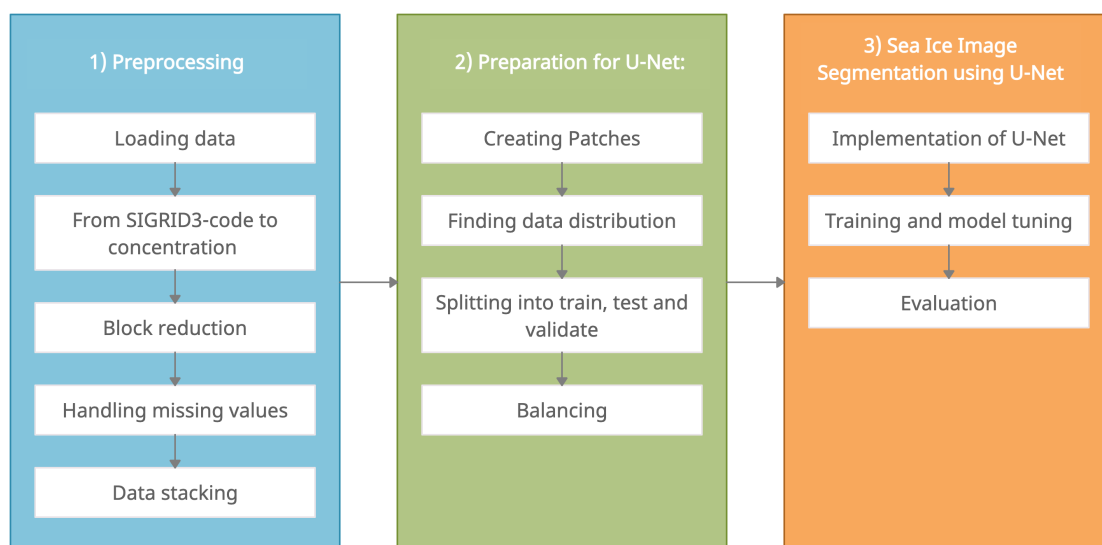 1) Preprocessing
Loading data
From SIGRID3-code to
concentration
Block reduction
Handling missing values
Data stacking
2) Preparation for U-Net:
Creating Patches
Finding data distribution
Splitting into train, test and
validate
Balancing
3) Sea Ice Image
Segmentation using U-Net
Implementation of U-Net
Training and model tuning
Evaluation